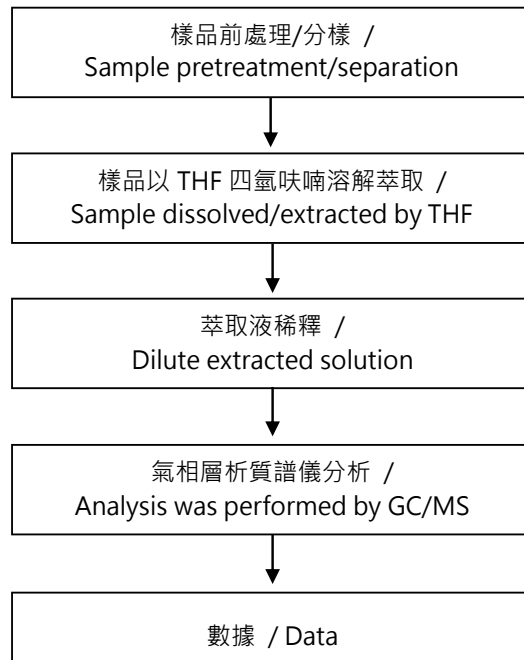 樣品前處理/分樣 /
Sample pretreatment/separation
樣品以 THF 四氫呋喃溶解萃取 /
Sample dissolved/extracted by THF
萃取液稀釋 /
Dilute extracted solution
氣相層析質譜儀分析 /
Analysis was performed by GC/MS
數據 / Data